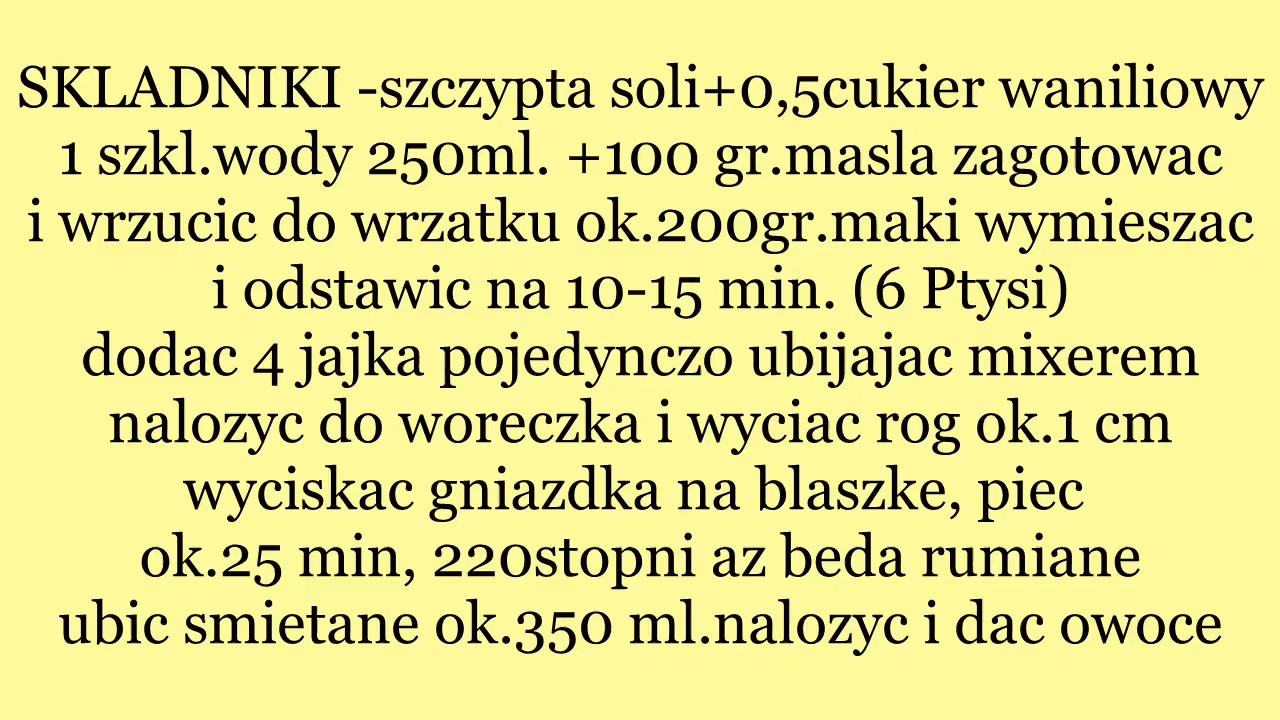 SKLADNIKI -szczypta soli+0,5cukier waniliowy
1 szkl.wody 250ml. +100 gr.masla zagotowac
i wrzucic do wrzatku ok.200gr.maki wymieszac
i odstawic na 10-15 min. (6 Ptysi)
dodac 4 jajka pojedynczo ubijajac mixerem
nalozyc do woreczka i wyciac rog ok.1 cm
wyciskac gniazdka na blaszke, piec
ok.25 min, 220stopni az beda rumiane
ubic smietane ok.350 ml.nalozyc i dac owoce